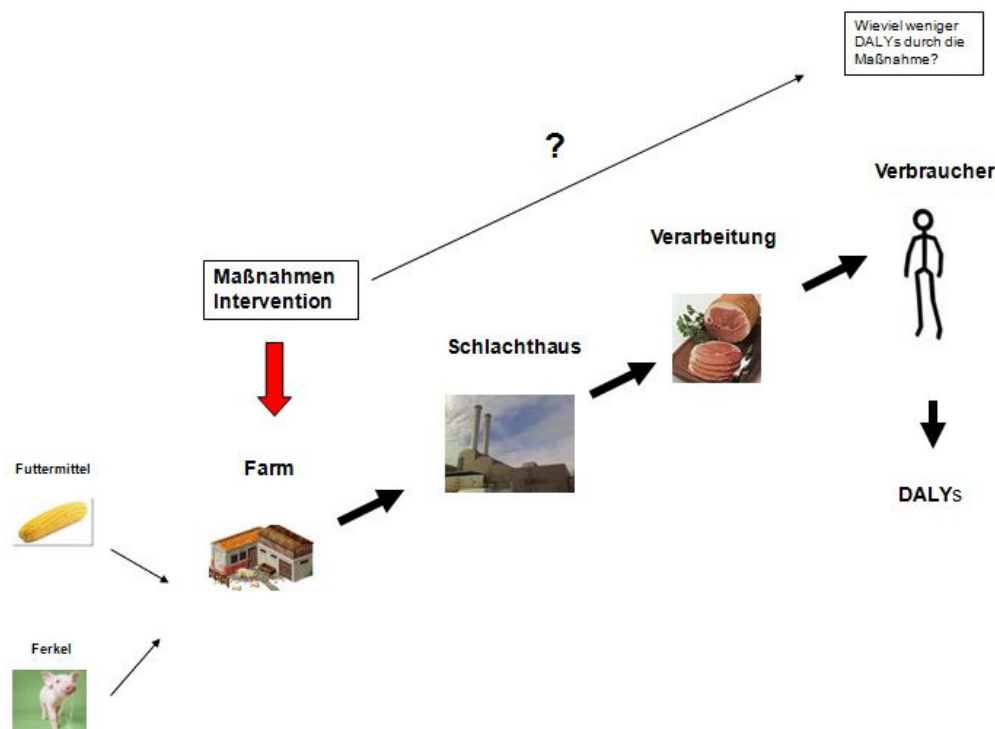 Wieviel weniger
DALYs durch die
Maßnahme?
?
Verbraucher
Verarbeitung
Maßnahmen
Intervention
Schlachthaus
Futtermittel
Farm
DALYs
Ferkel